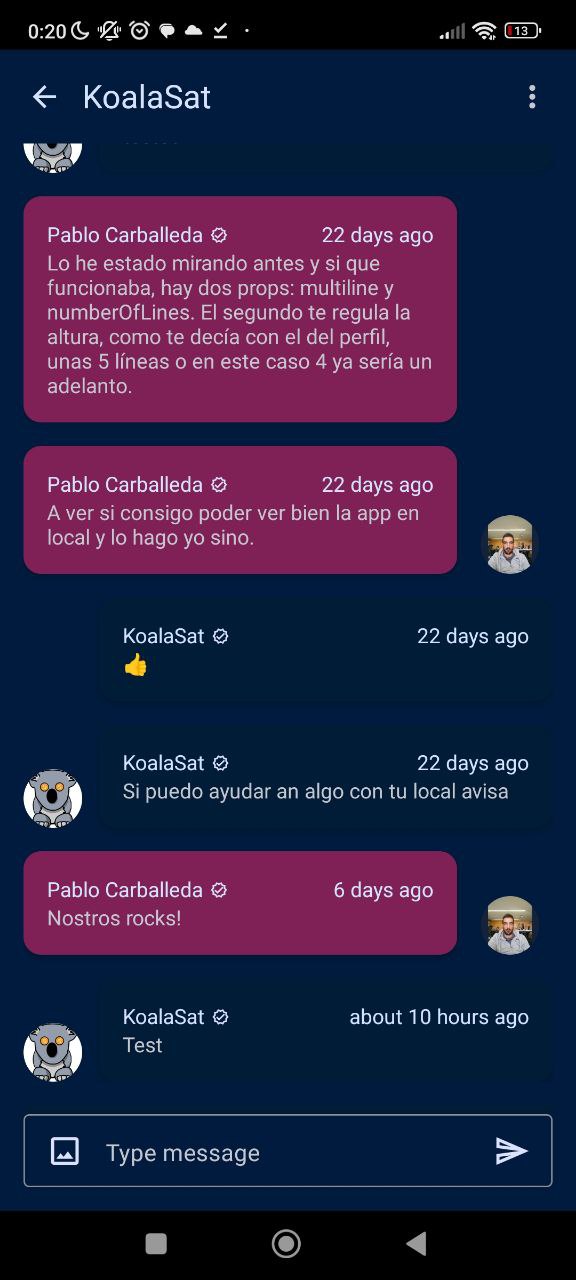 0:20
13
KoalaSat
Pablo Carballeda 22 days ago
Lo he estado mirando antes y si que
funcionaba, hay dos props: multiline y
numberOfLines. El segundo te regula la
altura, como te decía con el del perfil,
unas 5 líneas o en este caso 4 ya sería un
adelanto.
Pablo Carballeda 22 days ago
A ver si consigo poder ver bien la app en
local y lo hago yo sino.
KoalaSat 22 days ago
👍
KoalaSat 22 days ago
Si puedo ayudar an algo con tu local avisa
Pablo Carballeda 6 days ago
Nostros rocks!
KoalaSat about 10 hours ago
Test
Type message